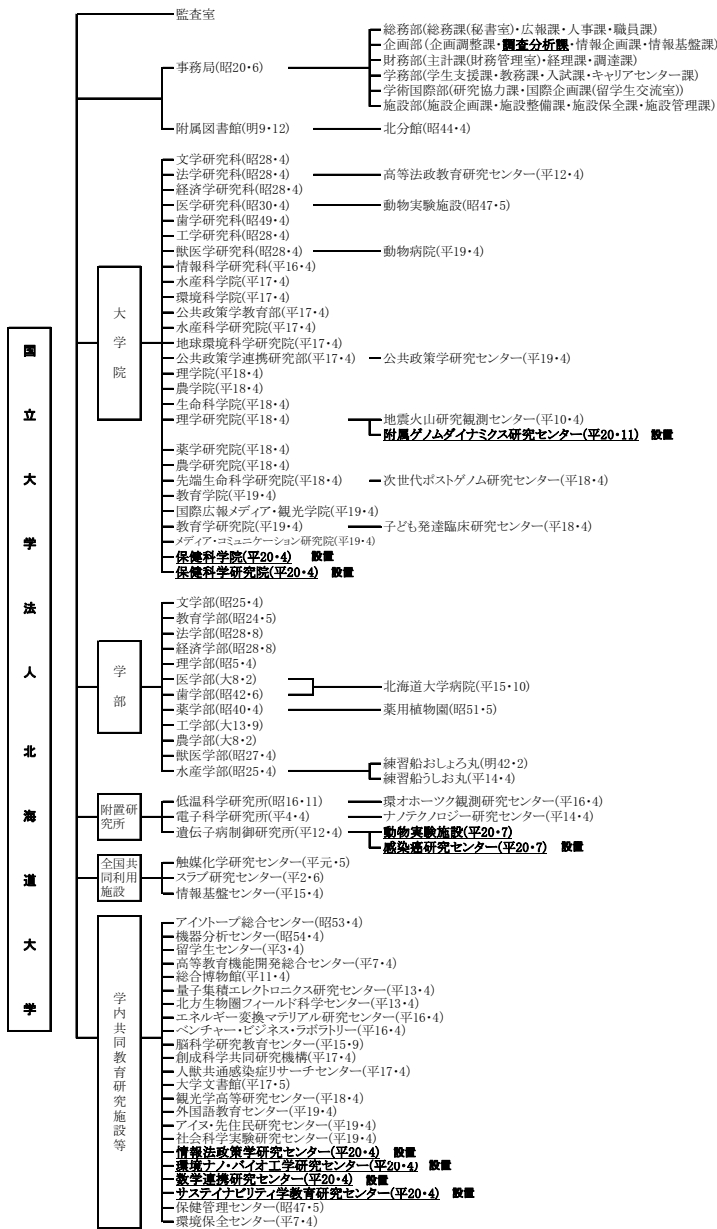 監査室
総務部(総務課(秘書室)・広報課・人事課・職員課)
企画部(企画調整課・調査分析課・情報企画課・情報基盤課)
財務部(主計課(財務管理室)・経理課・調達課)
事務局(昭20・6)
学務部(学生支援課・教務課・入試課・キャリアセンター課)
学術国際部(研究協力課・国際企画課(留学生交流室))
施設部(施設企画課・施設整備課・施設保全課・施設管理課)
附属図書館(明9・12) 北分館(昭44・4)
文学研究科(昭28・4)
法学研究科(昭28・4) 高等法政教育研究センター(平12・4)
経済学研究科(昭28・4)
医学研究科(昭30・4) 動物実験施設(昭47・5)
歯学研究科(昭49・4)
工学研究科(昭28・4)
獣医学研究科(昭28・4) 動物病院(平19・4)
情報科学研究科(平16・4)
水産科学院(平17・4)
環境科学院(平17・4)
公共政策学教育部(平17・4)
水産科学研究院(平17・4)
地球環境科学研究院(平17・4)
公共政策学連携研究部(平17・4) 公共政策学研究センター(平19・4)
理学院(平18・4)
農学院(平18・4)
生命科学院(平18・4)
理学研究院(平18・4) 地震火山研究観測センター(平10・4)
附属ゲノムダイナミクス研究センター(平20・11) 設置
薬学研究院(平18・4)
農学研究院(平18・4)
先端生命科学研究院(平18・4) 次世代ポストゲノム研究センター(平18・4)
教育学院(平19・4)
国際広報メディア・観光学院(平19・4)
教育学研究院(平19・4) 子ども発達臨床研究センター(平18・4)
メディア・コミュニケーション研究院(平19・4)
保健科学院(平20・4) 設置
保健科学研究院(平20・4) 設置
大学院
国立大学法人北海道大学
文学部(昭25・4)
教育学部(昭24・5)
法学部(昭28・8)
経済学部(昭28・8)
理学部(昭5・4)
医学部(大8・2)
北海道大学病院(平15・10)
歯学部(昭42・6)
薬学部(昭40・4) 薬用植物園(昭51・5)
工学部(大13・9)
農学部(大8・2)
獣医学部(昭27・4)
水産学部(昭25・4) 練習船おしょろ丸(明42・2)
練習船うしお丸(平14・4)
学部
附置研
究所
低温科学研究所(昭16・11) 環オホーツク観測研究センター(平16・4)
電子科学研究所(平4・4) ナノテクノロジー研究センター(平14・4)
遺伝子病制御研究所(平12・4) 動物実験施設(平20・7)
感染癌研究センター(平20・7) 設置
全国共
同利用
施設
触媒化学研究センター(平元・5)
スラブ研究センター(平2・6)
情報基盤センター(平15・4)
学内共同教育研究施設等
アイソトープ総合センター(昭53・4)
機器分析センター(昭54・4)
留学生センター(平3・4)
高等教育機能開発総合センター(平7・4)
総合博物館(平11・4)
量子集積エレクトロニクス研究センター(平13・4)
北方生物圏フィールド科学センター(平13・4)
エネルギー変換マテリアル研究センター(平16・4)
ベンチャー・ビジネス・ラボラトリー(平16・4)
脳科学研究教育センター(平15・9)
創成科学共同研究機構(平17・4)
人獣共通感染症リサーチセンター(平17・4)
大学文書館(平17・5)
観光学高等研究センター(平18・4)
外国語教育センター(平19・4)
アイヌ・先住民研究センター(平19・4)
社会科学実験研究センター(平19・4)
情報法政策学研究センター(平20・4) 設置
環境ナノ・バイオ工学研究センター(平20・4) 設置
数学連携研究センター(平20・4) 設置
サステイナビリティ学教育研究センター(平20・4) 設置
保健管理センター(昭47・5)
環境保全センター(平7・4)